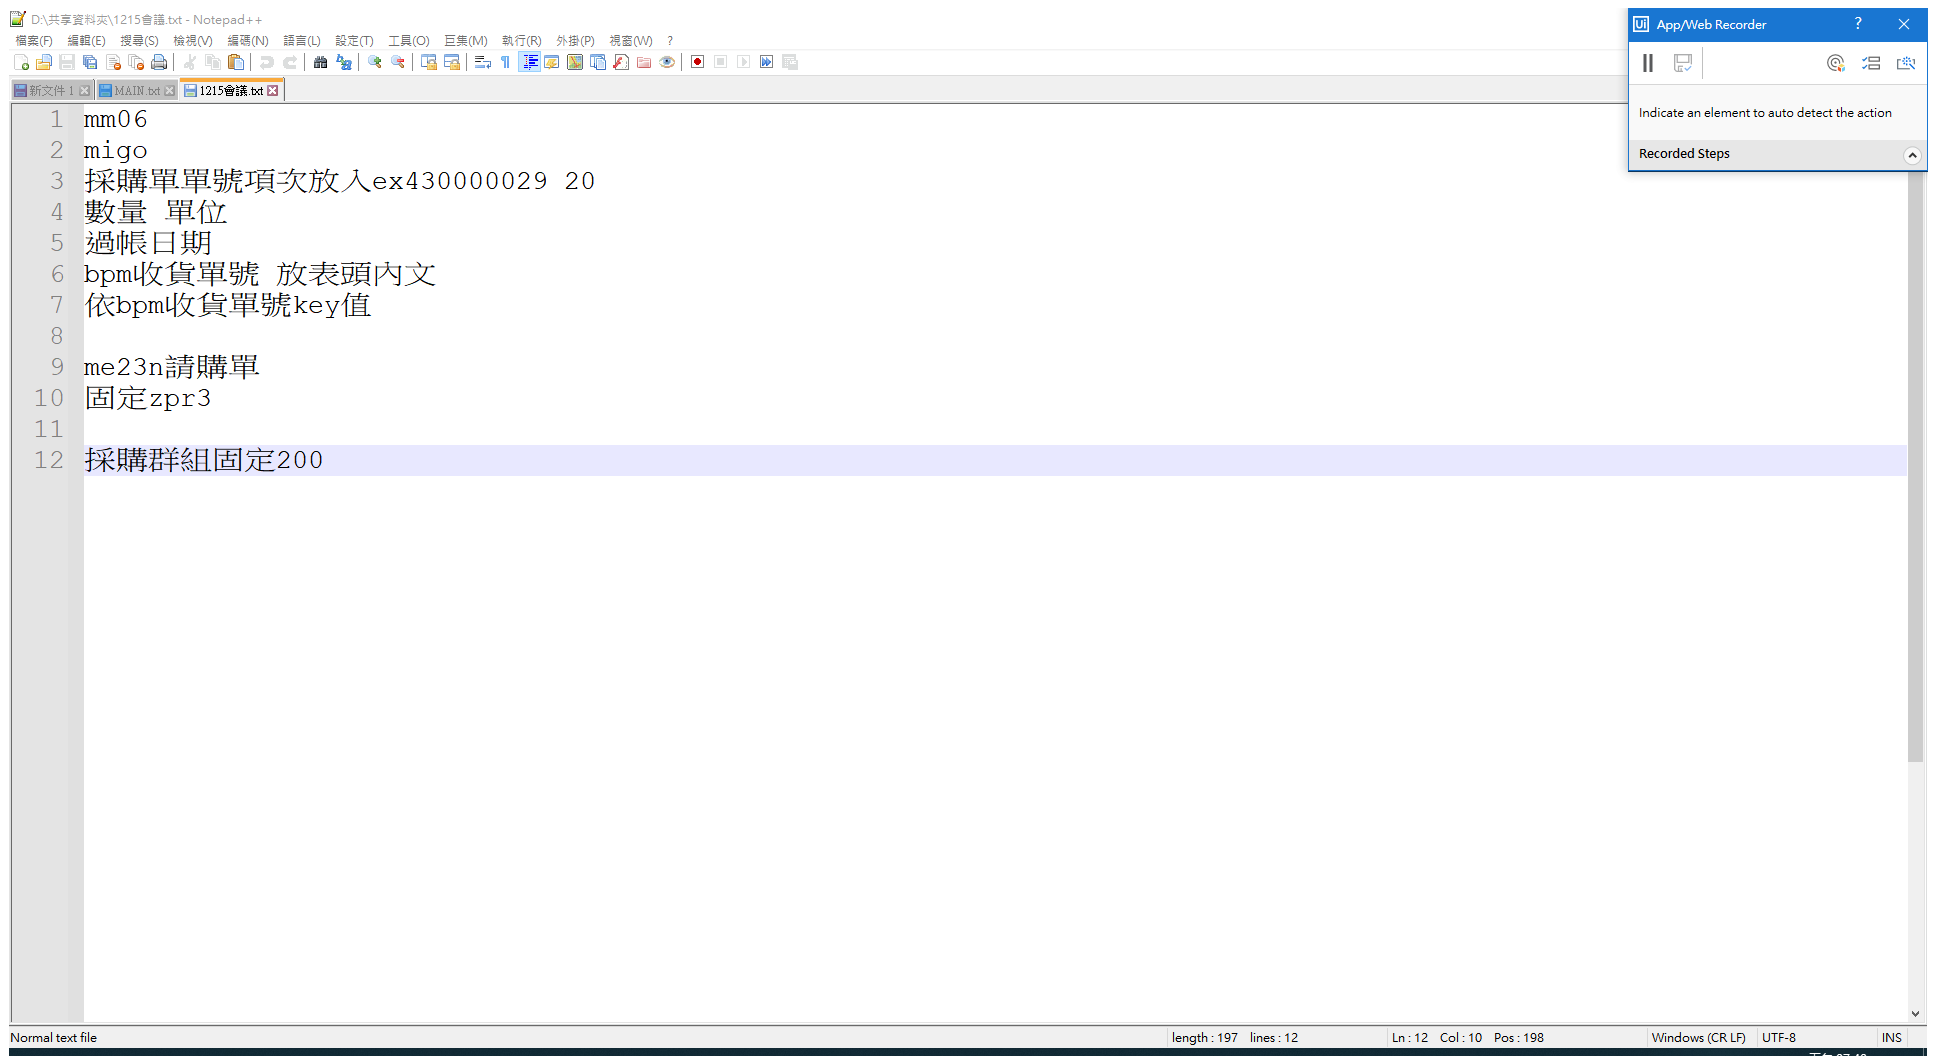 D:\共享資料夾\1215會議.txt - Notepad++
檔案(F) 編輯(E) 搜尋(S) 檢視(V) 編碼(N) 語言(L) 設定(T) 工具(O) 巨集(M) 執行(R) 外掛(P) 視窗(W) ?
新文件 1 MAIN.txt 1215會議.txt
1 mm06
2 migo
3 採購單單號項次放入ex430000029 20
4 數量 單位
5 過帳日期
6 bpm收貨單號 放表頭內文
7 依bpm收貨單號key值
8
9 me23n請購單
10 固定zpr3
11
12 採購群組固定200
Ui App/Web Recorder ?
Indicate an element to auto detect the action
Recorded Steps
Normal text file length : 197 lines : 12 Ln : 12 Col : 10 Pos : 198 Windows (CR LF) UTF-8 INS